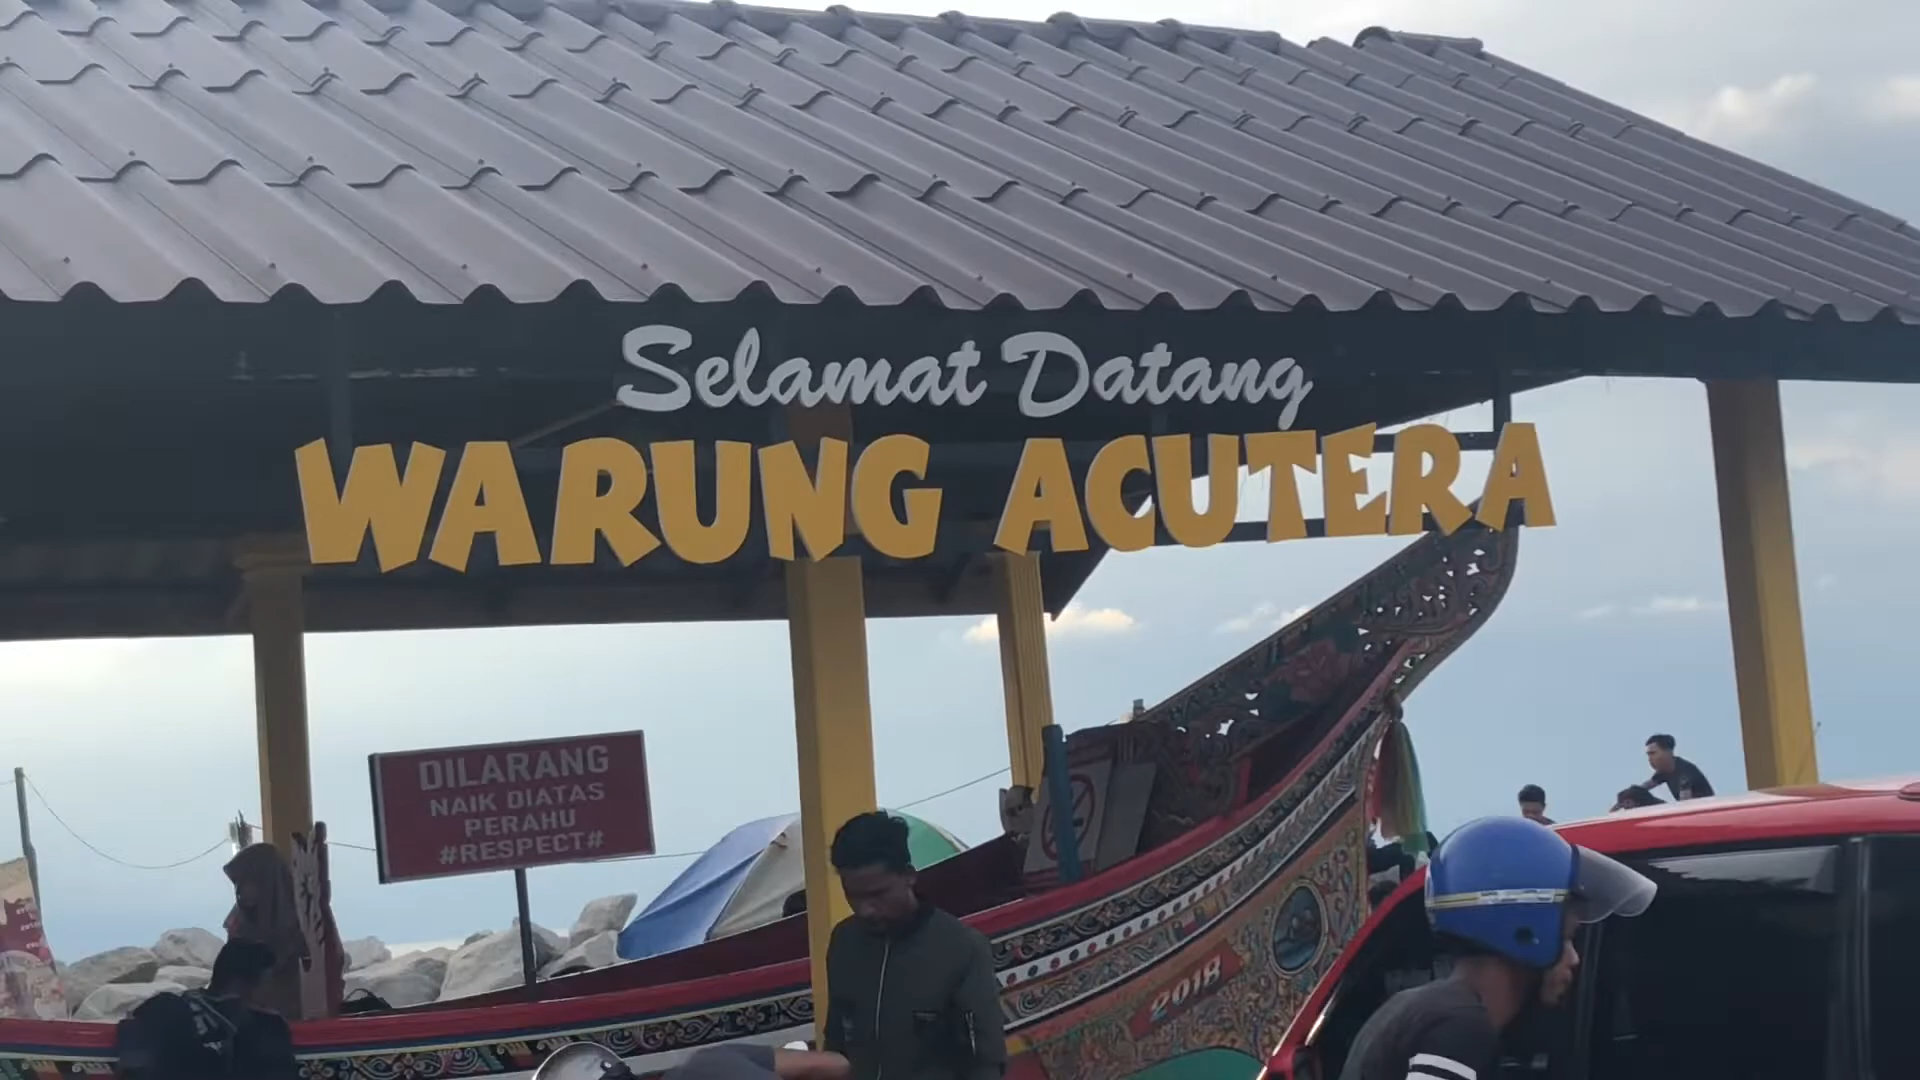 Selamat Datang
WARUNG ACUTERA
DILARANG
NAIK DIATAS
PERAHU
#RESPECT#
2018